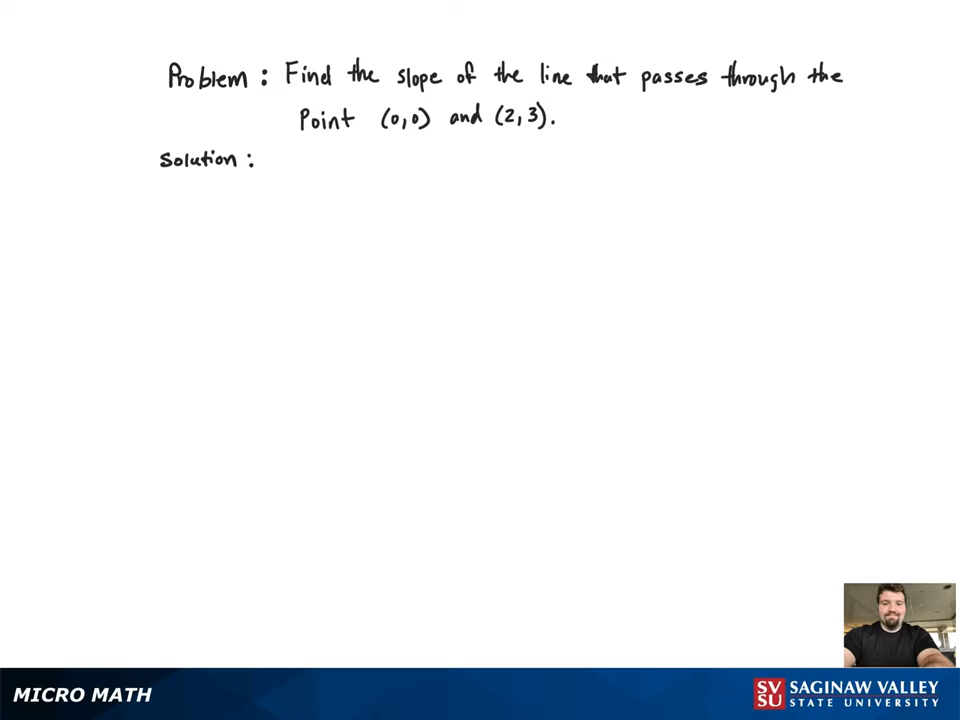 Problem: Find the slope of the line that passes through the
Point (0,0) and (2,3).
Solution:
MICRO MATH
SV SU SAGINAW VALLEY
STATE UNIVERSITY